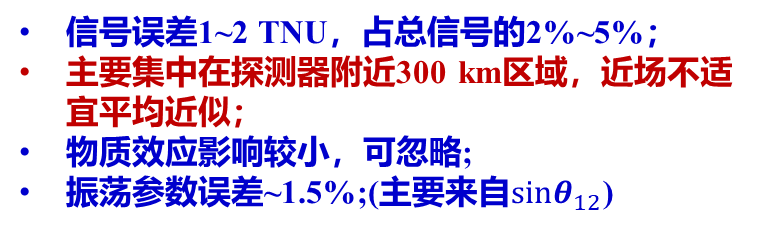 • 信号误差1~2 TNU，占总信号的2%~5%；
• 主要集中在探测器附近300 km区域，近场不适
宜平均近似；
• 物质效应影响较小，可忽略;
• 振荡参数误差~1.5%;(主要来自sinθ₁₂)